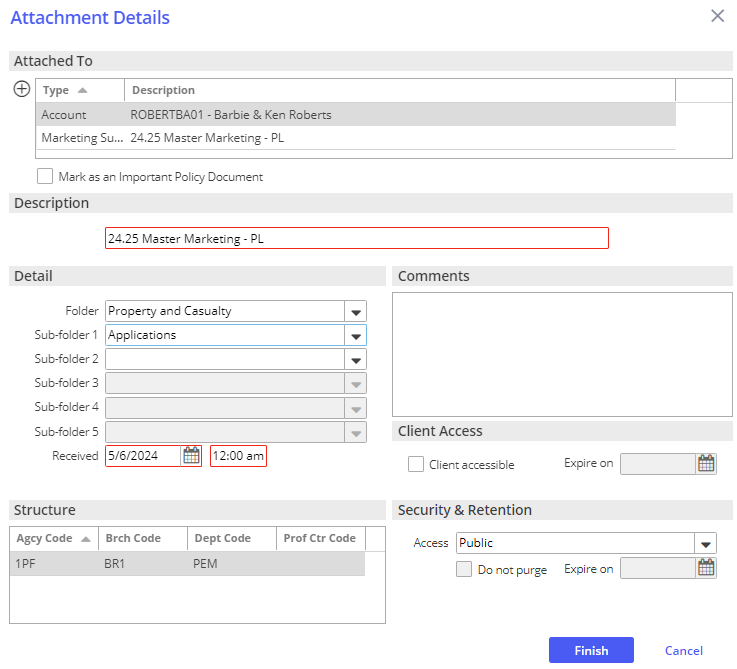 Attachment Details
Attached To
Type Description
Account ROBERTBA01 - Barbie & Ken Roberts
Marketing Su... 24.25 Master Marketing - PL
Mark as an Important Policy Document
Description
24.25 Master Marketing - PL
Detail
Folder Property and Casualty
Sub-folder 1 Applications
Sub-folder 2
Sub-folder 3
Sub-folder 4
Sub-folder 5
Received 5/6/2024 12:00 am
Comments
Client Access
Client accessible Expire on
Structure
Agcy Code Brch Code Dept Code Prof Ctr Code
1PF BR1 PEM
Security & Retention
Access Public
Do not purge Expire on
Finish Cancel